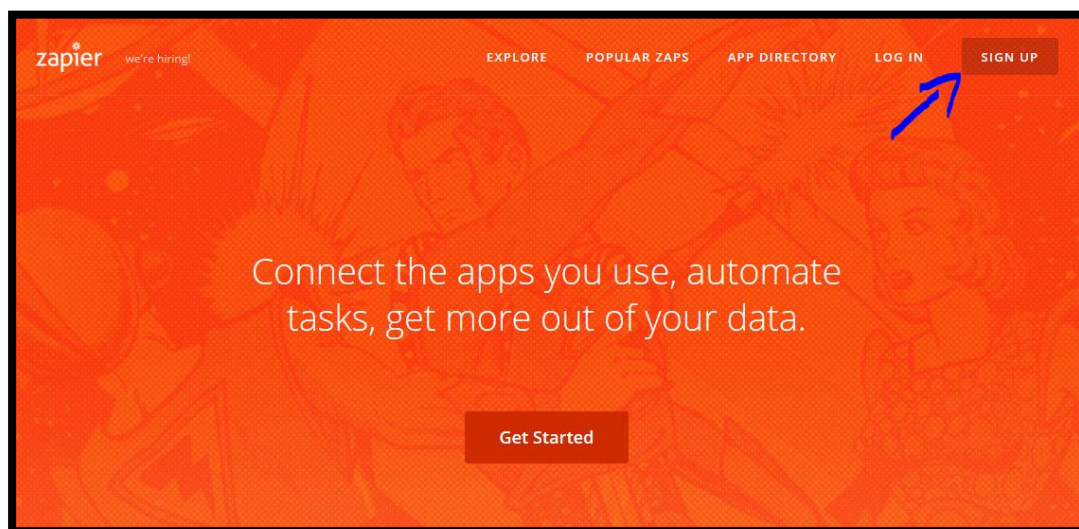 zapier we're hiring! EXPLORE POPULAR ZAPS APP DIRECTORY LOG IN SIGN UP
Connect the apps you use, automate
tasks, get more out of your data.
Get Started